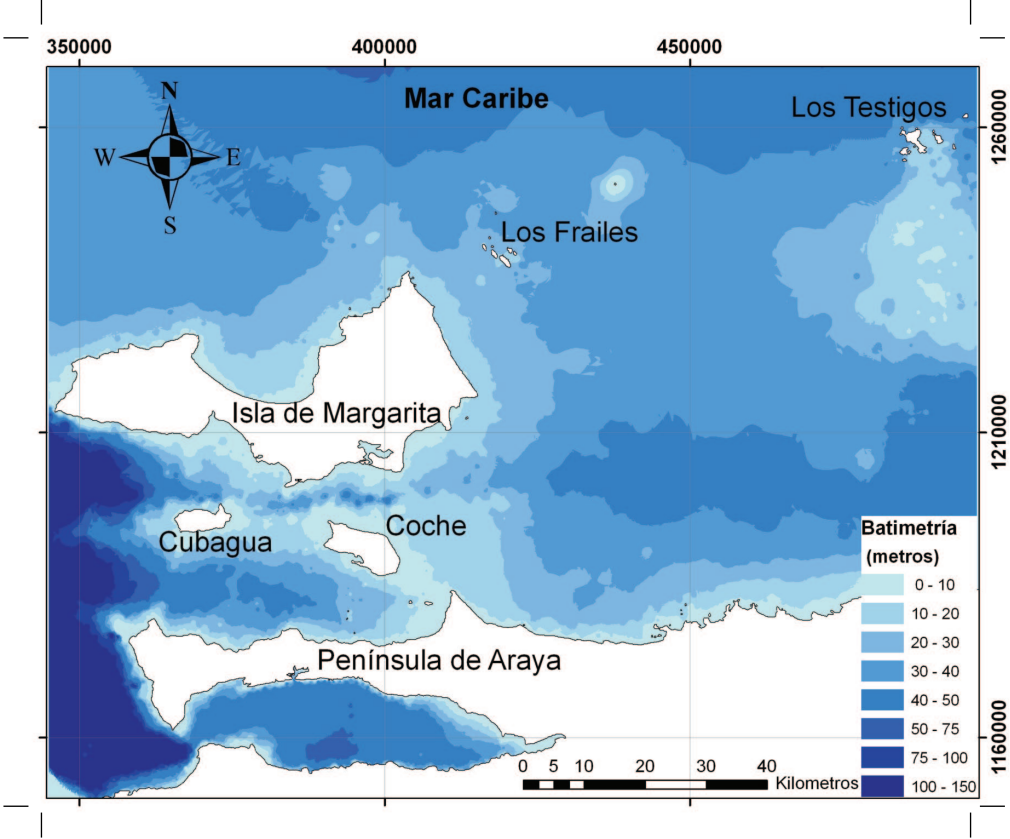 350000 400000 450000
Mar Caribe
Los Testigos
N
W E
S
1260000
Los Frailes
Isla de Margarita
1210000
Coche
Cubagua
Batimetría
(metros)
0 - 10
10 - 20
20 - 30
30 - 40
40 - 50
50 - 75
75 - 100
100 - 150
Península de Araya
1160000
0 5 10 20 30 40
Kilometros